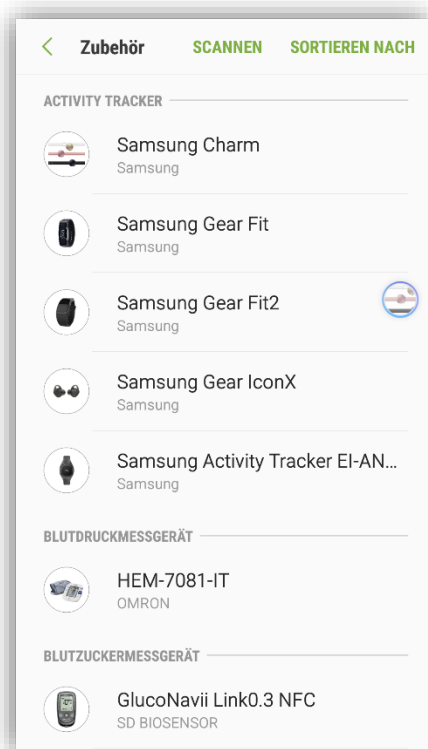 Zubehör SCANNEN SORTIEREN NACH
ACTIVITY TRACKER
Samsung Charm
Samsung
Samsung Gear Fit
Samsung
Samsung Gear Fit2
Samsung
Samsung Gear IconX
Samsung
Samsung Activity Tracker EI-AN...
Samsung
BLUTDRUCKMESSGERÄT
HEM-7081-IT
OMRON
BLUTZUCKERMESSGERÄT
GlucoNavii Link0.3 NFC
SD BIOSENSOR